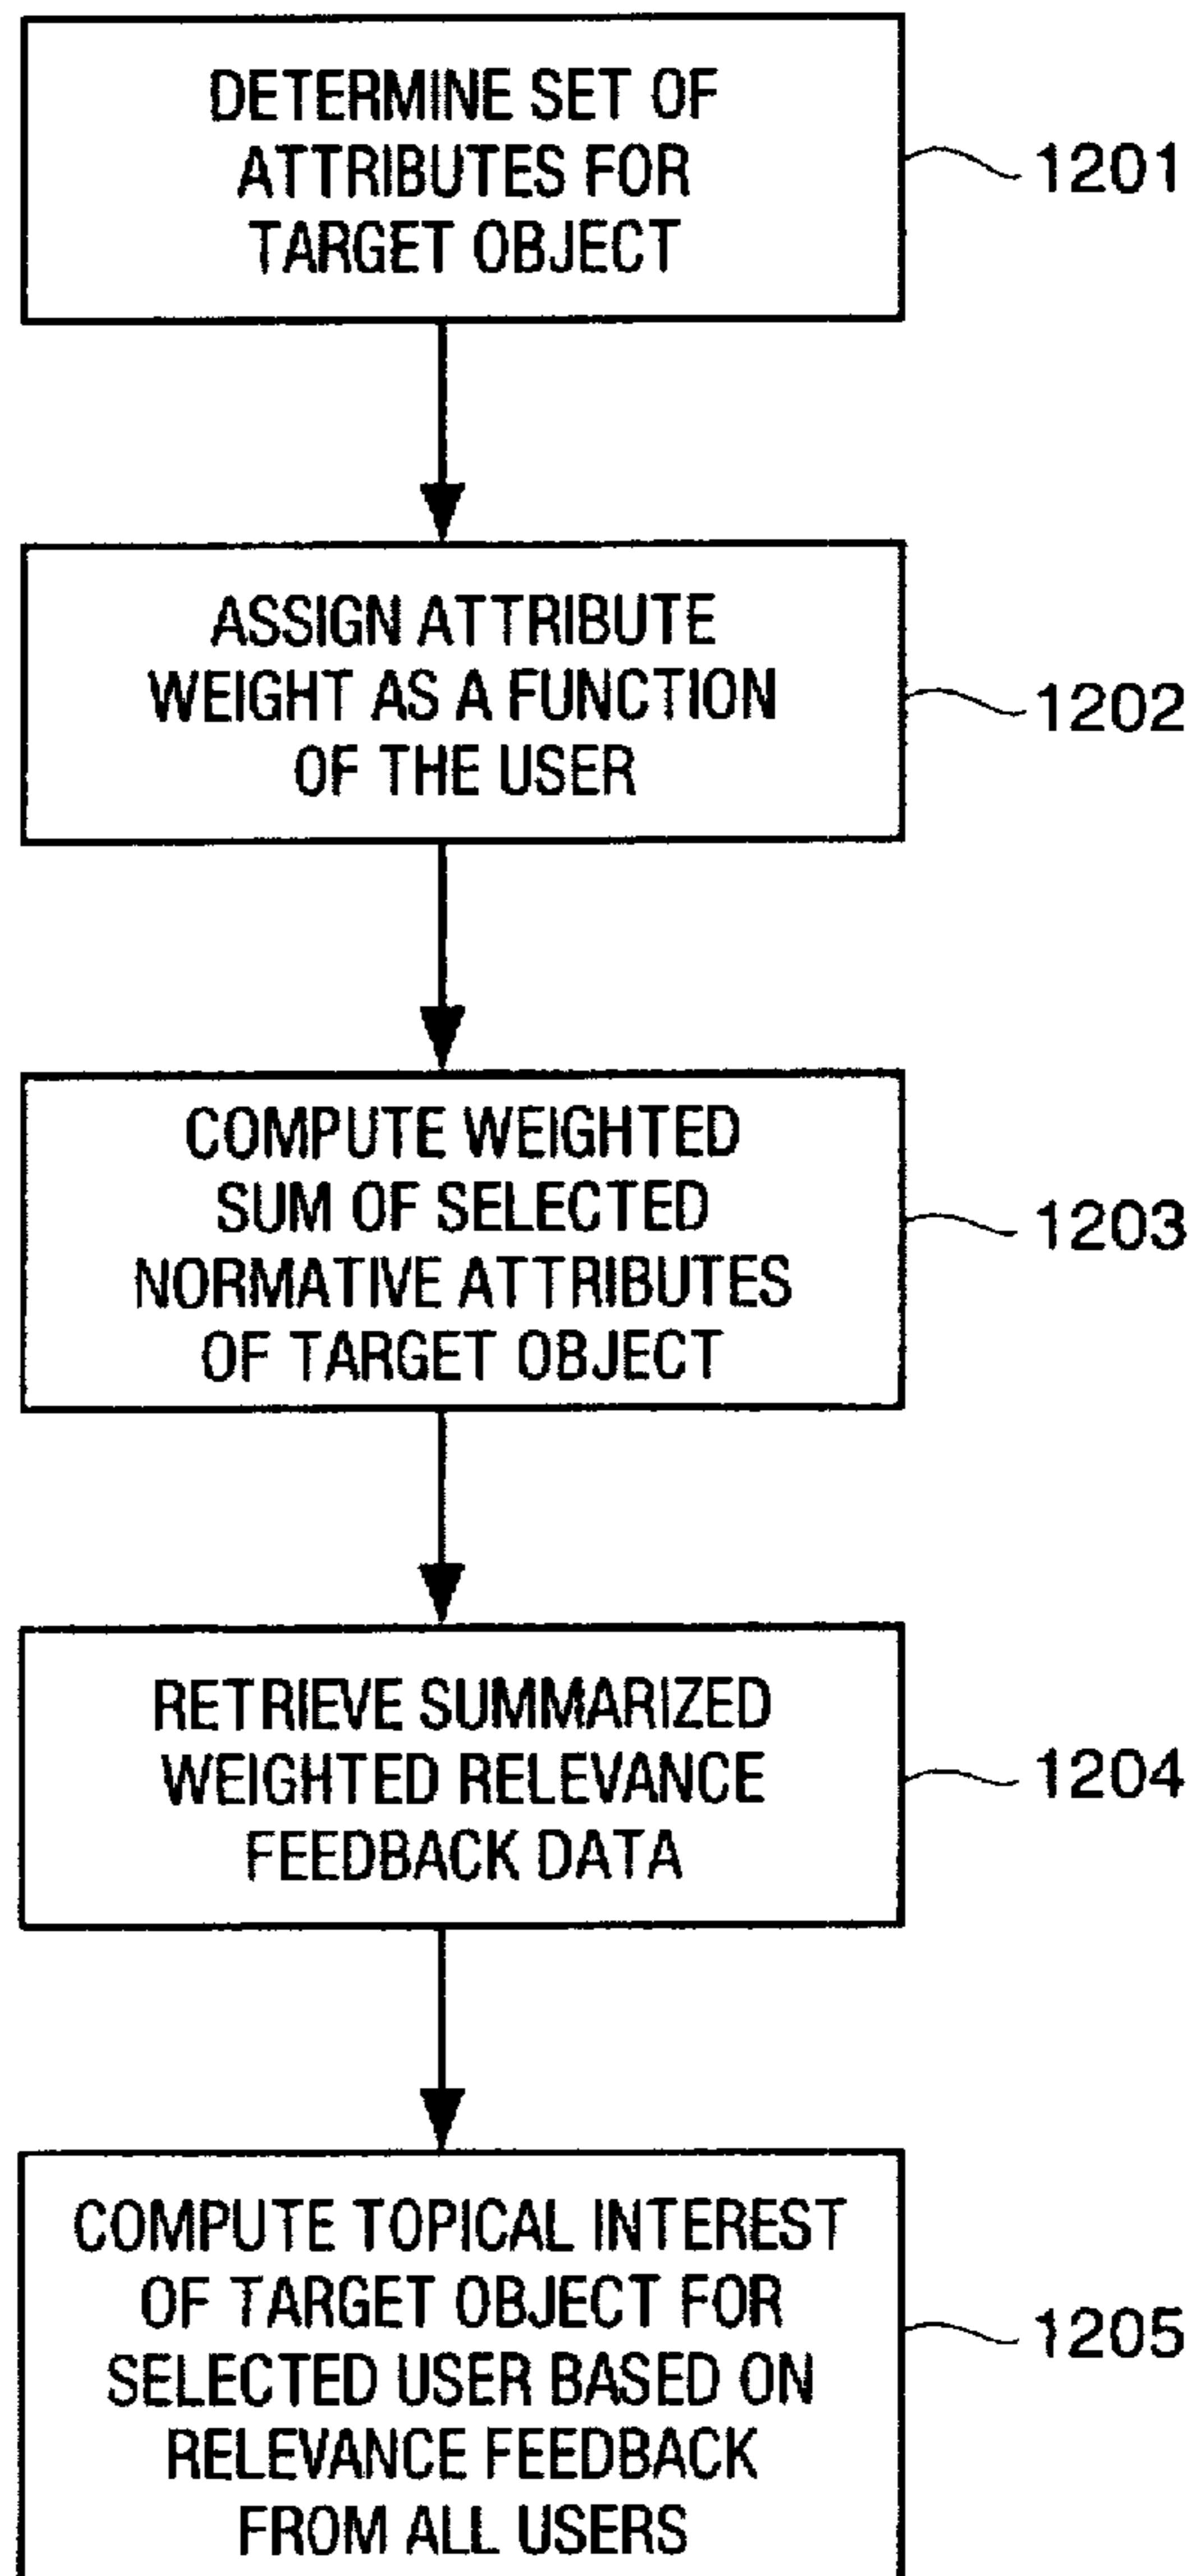 DETERMINE SET OF
ATTRIBUTES FOR
TARGET OBJECT
1201
ASSIGN ATTRIBUTE
WEIGHT AS A FUNCTION
OF THE USER
1202
COMPUTE WEIGHTED
SUM OF SELECTED
NORMATIVE ATTRIBUTES
OF TARGET OBJECT
1203
RETRIEVE SUMMARIZED
WEIGHTED RELEVANCE
FEEDBACK DATA
1204
COMPUTE TOPICAL INTEREST
OF TARGET OBJECT FOR
SELECTED USER BASED ON
RELEVANCE FEEDBACK
FROM ALL USERS
1205